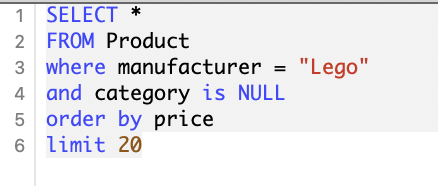 1 SELECT *
2 FROM Product
3 where manufacturer = "Lego"
4 and category is NULL
5 order by price
6 limit 20